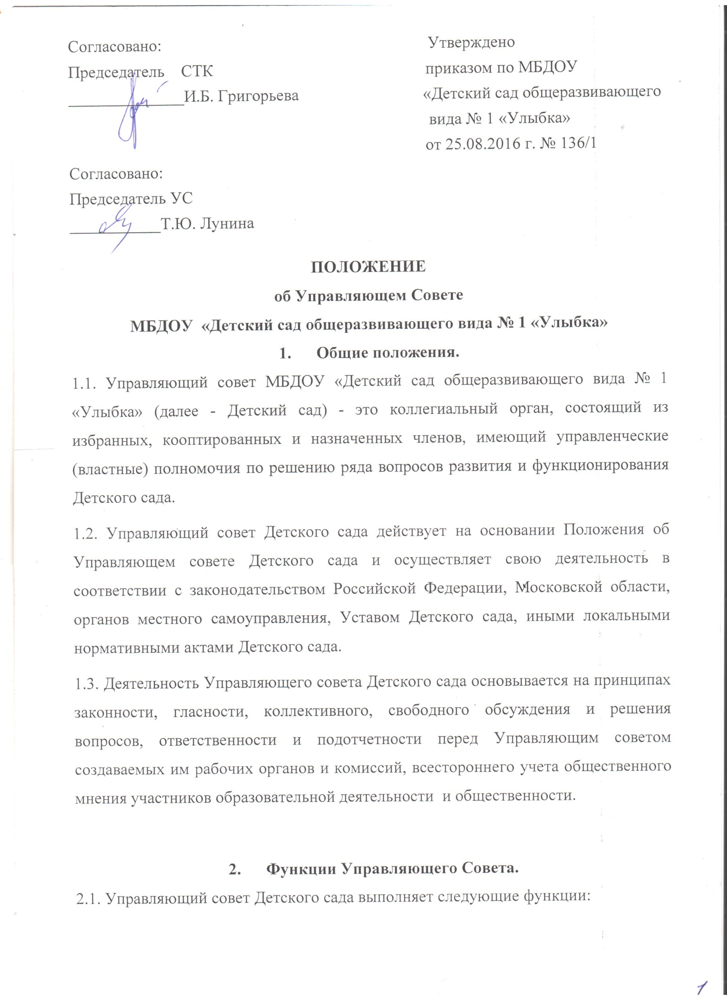 Согласовано:
Председатель СТК
______________И.Б. Григорьева
Утверждено
приказом по МБДОУ
«Детский сад общеразвивающего
вида № 1 «Улыбка»
от 25.08.2016 г. № 136/1
Согласовано:
Председатель УС
___________Т.Ю. Лунина
ПОЛОЖЕНИЕ
об Управляющем Совете
МБДОУ «Детский сад общеразвивающего вида № 1 «Улыбка»
1. Общие положения.
1.1. Управляющий совет МБДОУ «Детский сад общеразвивающего вида № 1
«Улыбка» (далее - Детский сад) - это коллегиальный орган, состоящий из
избранных, кооптированных и назначенных членов, имеющий управленческие
(властные) полномочия по решению ряда вопросов развития и функционирования
Детского сада.
1.2. Управляющий совет Детского сада действует на основании Положения об
Управляющем совете Детского сада и осуществляет свою деятельность в
соответствии с законодательством Российской Федерации, Московской области,
органов местного самоуправления, Уставом Детского сада, иными локальными
нормативными актами Детского сада.
1.3. Деятельность Управляющего совета Детского сада основывается на принципах
законности, гласности, коллективного, свободного обсуждения и решения
вопросов, ответственности и подотчетности перед Управляющим советом
создаваемых им рабочих органов и комиссий, всестороннего учета общественного
мнения участников образовательной деятельности и общественности.
2. Функции Управляющего Совета.
2.1. Управляющий совет Детского сада выполняет следующие функции:
1